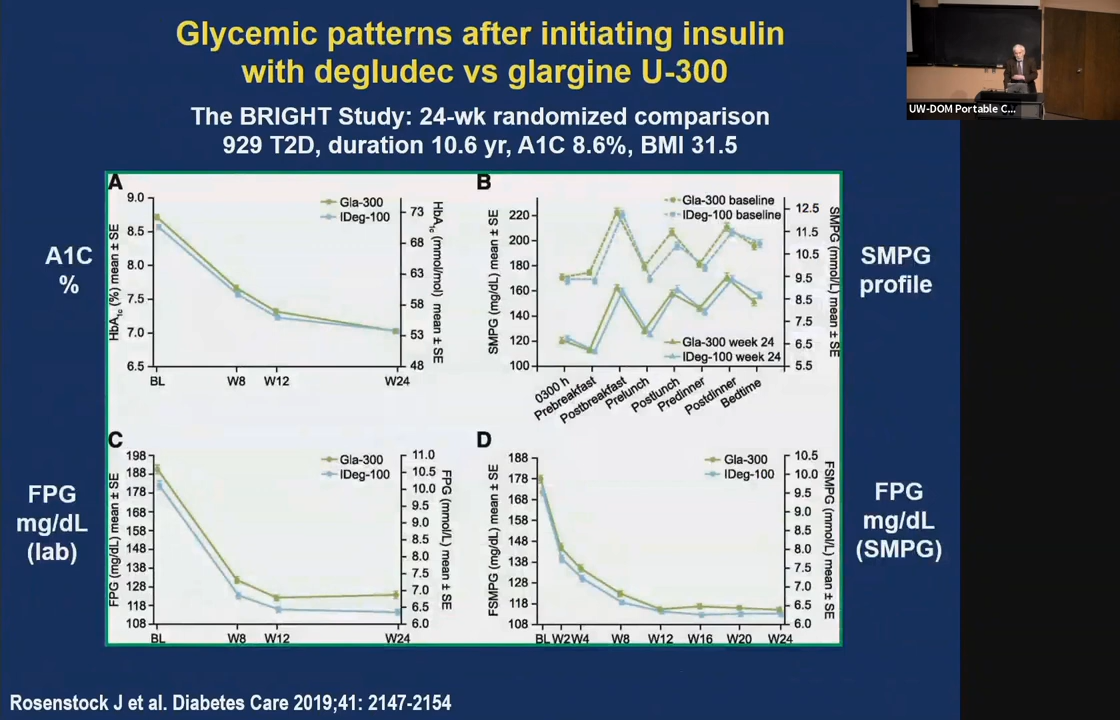 Glycemic patterns after initiating insulin
with degludec vs glargine U-300
UW-DOM Portable C...
The BRIGHT Study: 24-wk randomized comparison
929 T2D, duration 10.6 yr, A1C 8.6%, BMI 31.5
A1C
%
A
HbA1c (%) mean ± SE
9.0
8.5
8.0
7.5
7.0
6.5
Gla-300
IDeg-100
73
68
63
58
53
48
HbA1c (mmol/mol) mean ± SE
BL W8 W12 W24
B
SMPG (mg/dL) mean ± SE
220
200
180
160
140
120
100
Gla-300 baseline
IDeg-100 baseline
Gla-300 week 24
IDeg-100 week 24
12.5
11.5
10.5
9.5
8.5
7.5
6.5
5.5
SMPG (mmol/L) mean ± SE
0300 h
Prebreakfast
Postbreakfast
Prelunch
Postlunch
Predinner
Postdinner
Bedtime
SMPG
profile
FPG
mg/dL
(lab)
C
FPG (mg/dL) mean ± SE
198
188
178
168
158
148
138
128
118
108
Gla-300
IDeg-100
11.0
10.5
10.0
9.5
9.0
8.5
8.0
7.5
7.0
6.5
6.0
FPG (mmol/L) mean ± SE
BL W8 W12 W24
D
FSMPG (mg/dL) mean ± SE
188
178
168
158
148
138
128
118
108
Gla-300
IDeg-100
10.5
10.0
9.5
9.0
8.5
8.0
7.5
7.0
6.5
6.0
FSMPG (mmol/L) mean ± SE
BL W2 W4 W8 W12 W16 W20 W24
FPG
mg/dL
(SMPG)
Rosenstock J et al. Diabetes Care 2019;41: 2147-2154